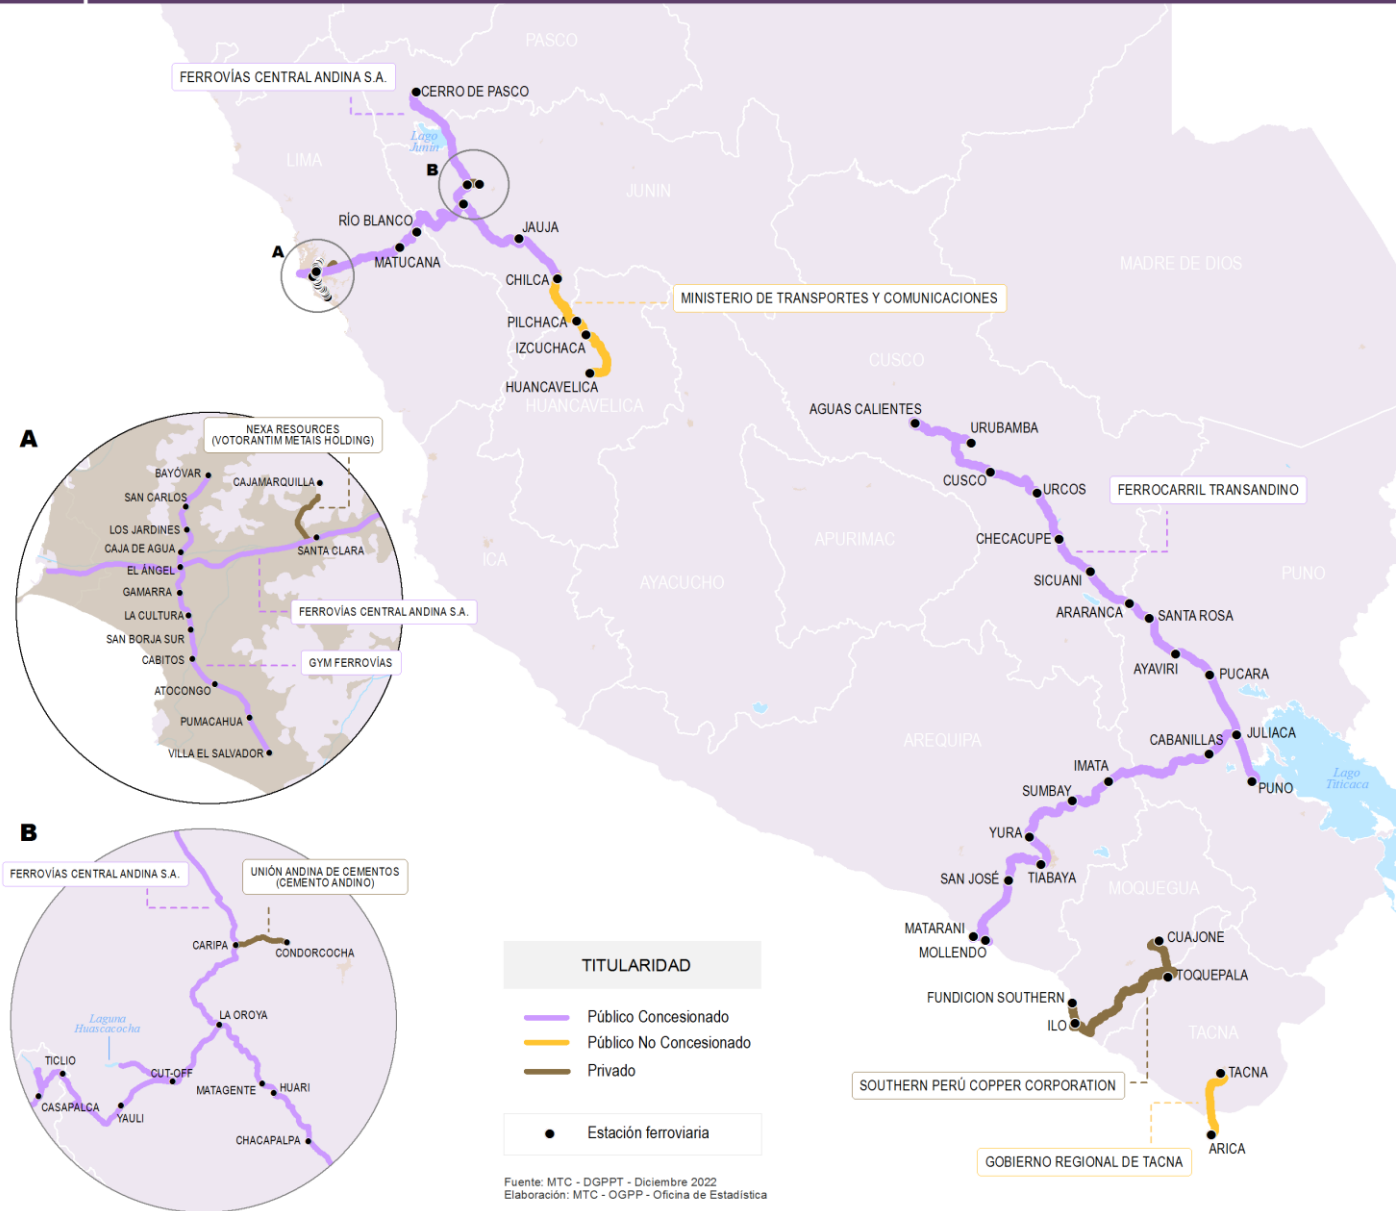 PASCO
FERROVÍAS CENTRAL ANDINA S.A.
CERRO DE PASCO
Lago
Junín
LIMA
B
JUNIN
RÍO BLANCO
JAUJA
A
MATUCANA
MADRE DE DIOS
CHILCA
MINISTERIO DE TRANSPORTES Y COMUNICACIONES
PILCHACA
IZCUCHACA
CUSCO
HUANCAVELICA
HUANCAVELICA
AGUAS CALIENTES
URUBAMBA
CUSCO
URCOS
FERROCARRIL TRANSANDINO
CHECACUPE
APURIMAC
ICA
AYACUCHO
SICUANI
PUNO
ARARANCA
SANTA ROSA
AYAVIRI
PUCARA
AREQUIPA
CABANILLAS
JULIACA
IMATA
Lago
Titicaca
SUMBAY
PUNO
YURA
SAN JOSÉ
TIABAYA
MOQUEGUA
MATARANI
MOLLENDO
CUAJONE
TOQUEPALA
FUNDICION SOUTHERN
ILO
TACNA
TACNA
SOUTHERN PERÚ COPPER CORPORATION
ARICA
GOBIERNO REGIONAL DE TACNA
A
NEXA RESOURCES
(VOTORANTIM METAIS HOLDING)
BAYÓVAR
CAJAMARQUILLA
SAN CARLOS
LOS JARDINES
CAJA DE AGUA
SANTA CLARA
EL ÁNGEL
GAMARRA
FERROVÍAS CENTRAL ANDINA S.A.
LA CULTURA
SAN BORJA SUR
CABITOS
GYM FERROVÍAS
ATOCONGO
PUMACAHUA
VILLA EL SALVADOR
B
FERROVÍAS CENTRAL ANDINA S.A.
UNIÓN ANDINA DE CEMENTOS
(CEMENTO ANDINO)
CARIPA
CONDORCOCHA
LA OROYA
Laguna
Huascacocha
TICLIO
CUT-OFF
MATAGENTE
HUARI
CASAPALCA
YAULI
CHACAPALPA
TITULARIDAD
Público Concesionado
Público No Concesionado
Privado
Estación ferroviaria
Fuente: MTC - DGPPT - Diciembre 2022
Elaboración: MTC - OGPP - Oficina de Estadística